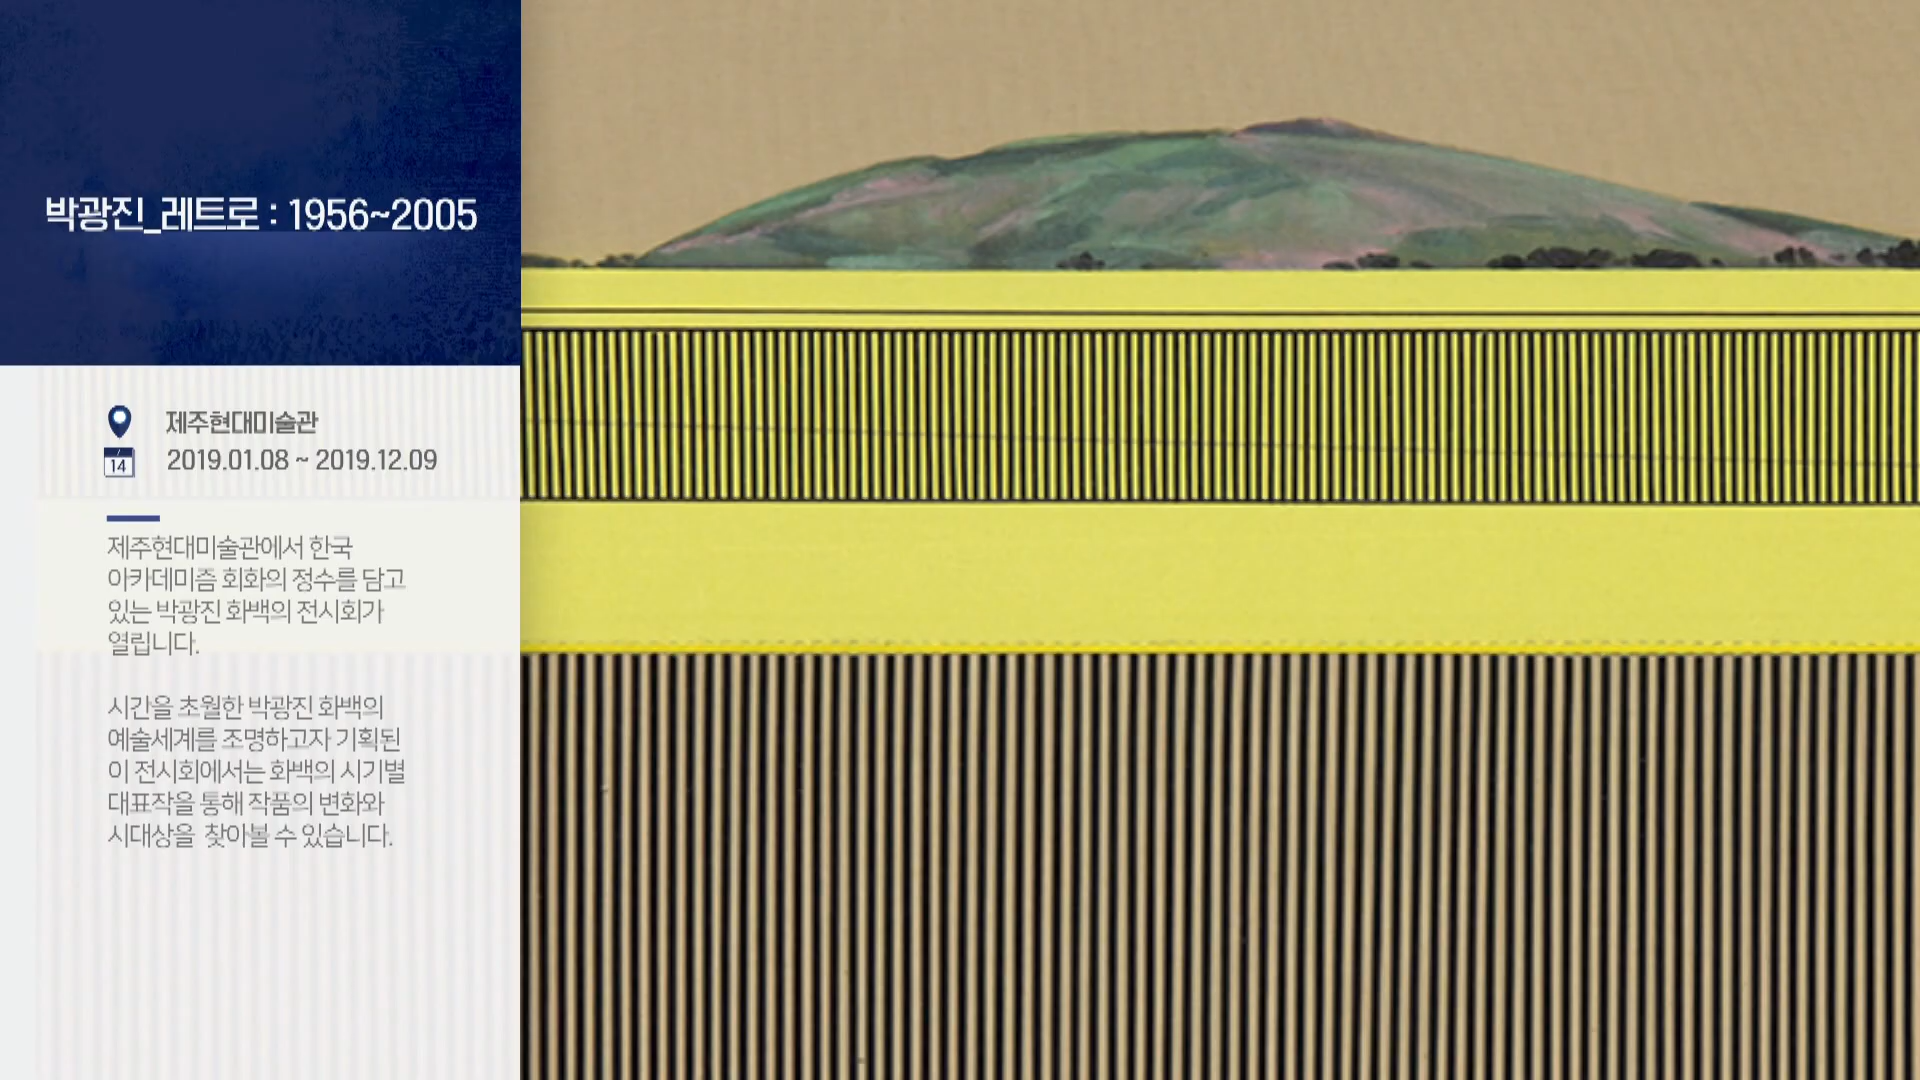 박광진_레트로 : 1956~2005
제주현대미술관
14
2019.01.08 ~ 2019.12.09
제주현대미술관에서 한국
아카데미즘 회화의 정수를 담고
있는 박광진 화백의 전시회가
열립니다.
시간을 초월한 박광진 화백의
예술세계를 조명하고자 기획된
이 전시회에서는 화백의 시기별
대표작을 통해 작품의 변화와
시대상을 찾아볼 수 있습니다.